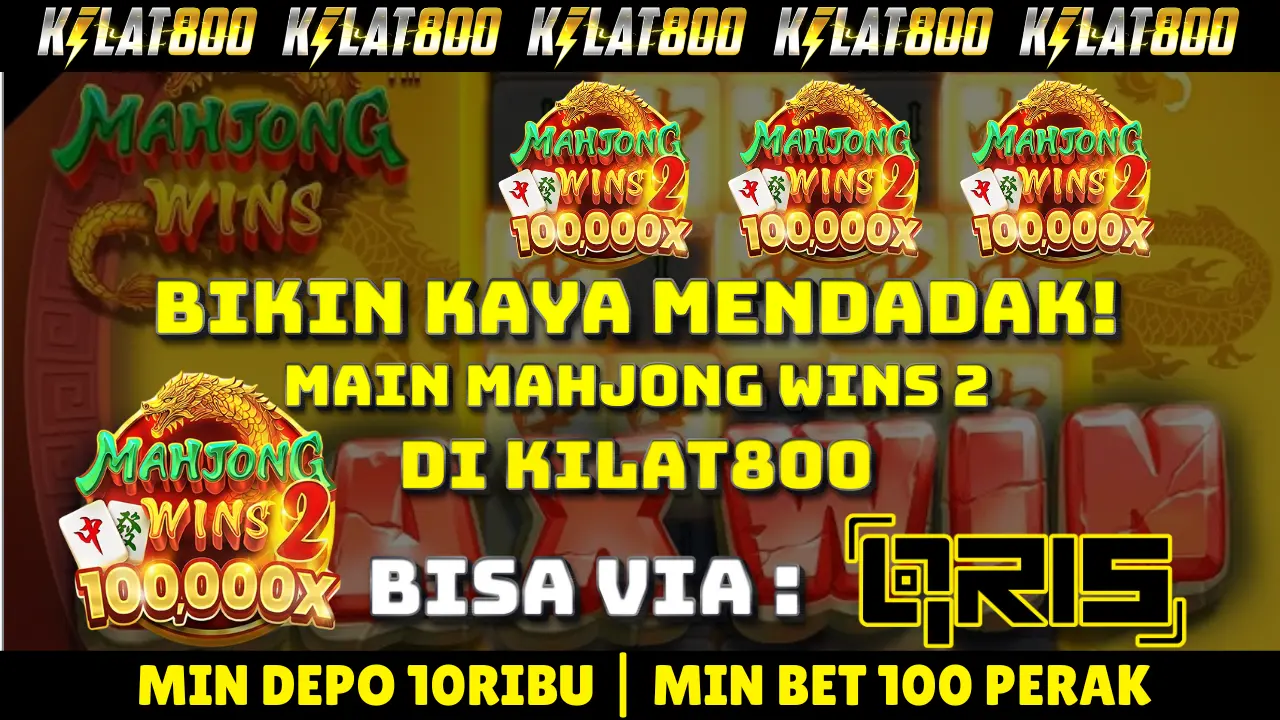 KILAT800 KILAT800 KILAT800 KILAT800 KILAT800
MAHJONG
WINS
TM
MAHJONG
WINS 2
100,000X
MAHJONG
WINS 2
100,000X
MAHJONG
WINS 2
100,000X
BIKIN KAYA MENDADAK!
MAIN MAHJONG WINS 2
DI KILAT800
MAHJONG
WINS 2
100,000X
MAXWIN
BISA VIA :
QRIS
MIN DEPO 10RIBU | MIN BET 100 PERAK